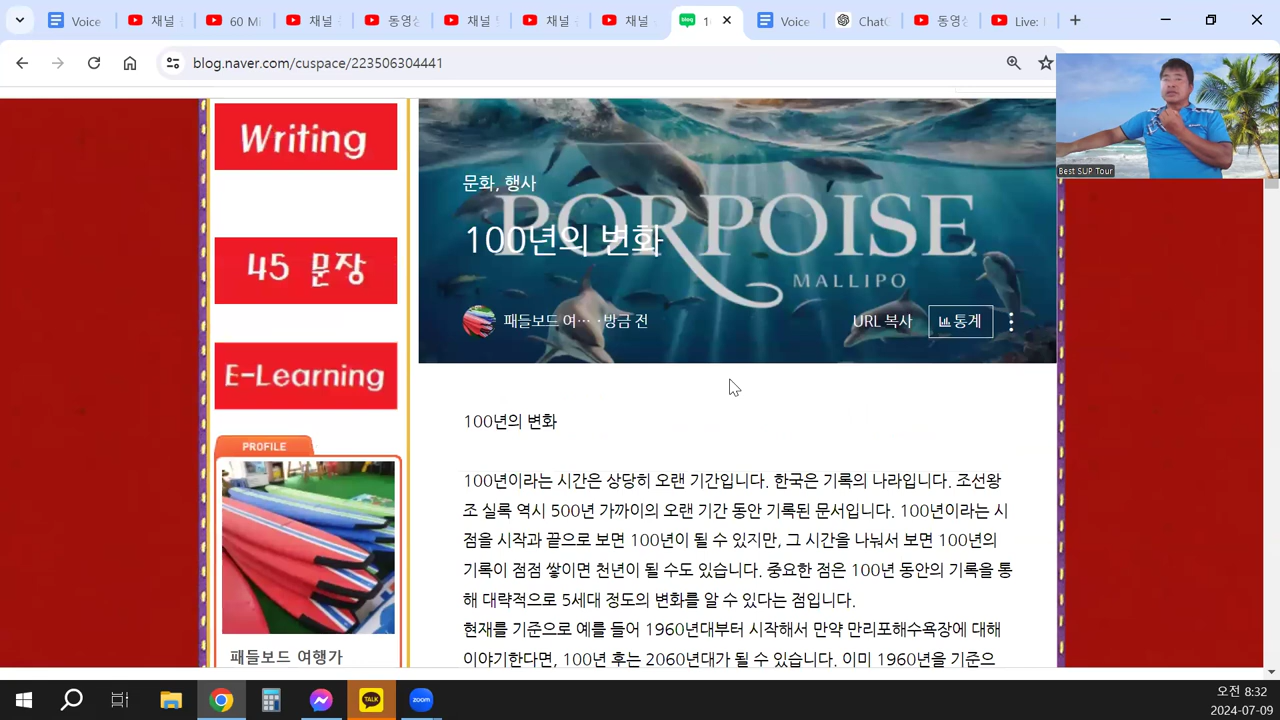 Voice
채널
60 Mi
채널
동영상
채널
채널
채널
1
Voice
ChatG
동영상
Live:
blog.naver.com/cuspace/223506304441
Best SUP Tour
Writing
45 문장
E-Learning
PROFILE
패들보드 여행가
PORPOISE
MALLIPO
문화, 행사
100년의 변화
패들보드 여··· · 방금 전
URL 복사
통계
100년의 변화
100년이라는 시간은 상당히 오랜 기간입니다. 한국은 기록의 나라입니다. 조선왕
조 실록 역시 500년 가까이의 오랜 기간 동안 기록된 문서입니다. 100년이라는 시
점을 시작과 끝으로 보면 100년이 될 수 있지만, 그 시간을 나눠서 보면 100년의
기록이 점점 쌓이면 천년이 될 수도 있습니다. 중요한 점은 100년 동안의 기록을 통
해 대략적으로 5세대 정도의 변화를 알 수 있다는 점입니다.
현재를 기준으로 예를 들어 1960년대부터 시작해서 만약 만리포해수욕장에 대해
이야기한다면, 100년 후는 2060년대가 될 수 있습니다. 이미 1960년을 기준으
TALK
zoom
오전 8:32
2024-07-09